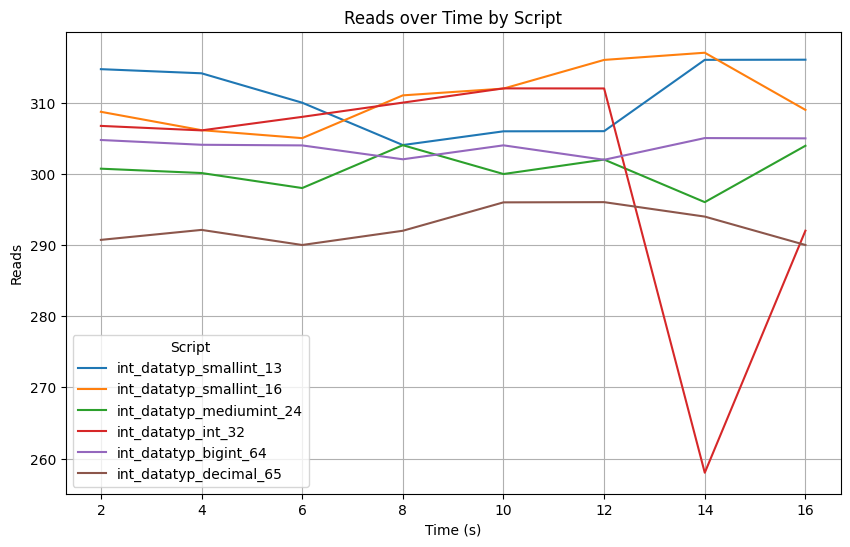 Reads over Time by Script
Reads
310
300
290
280
270
260
Script
int_datatyp_smallint_13
int_datatyp_smallint_16
int_datatyp_mediumint_24
int_datatyp_int_32
int_datatyp_bigint_64
int_datatyp_decimal_65
2 4 6 8 10 12 14 16
Time (s)